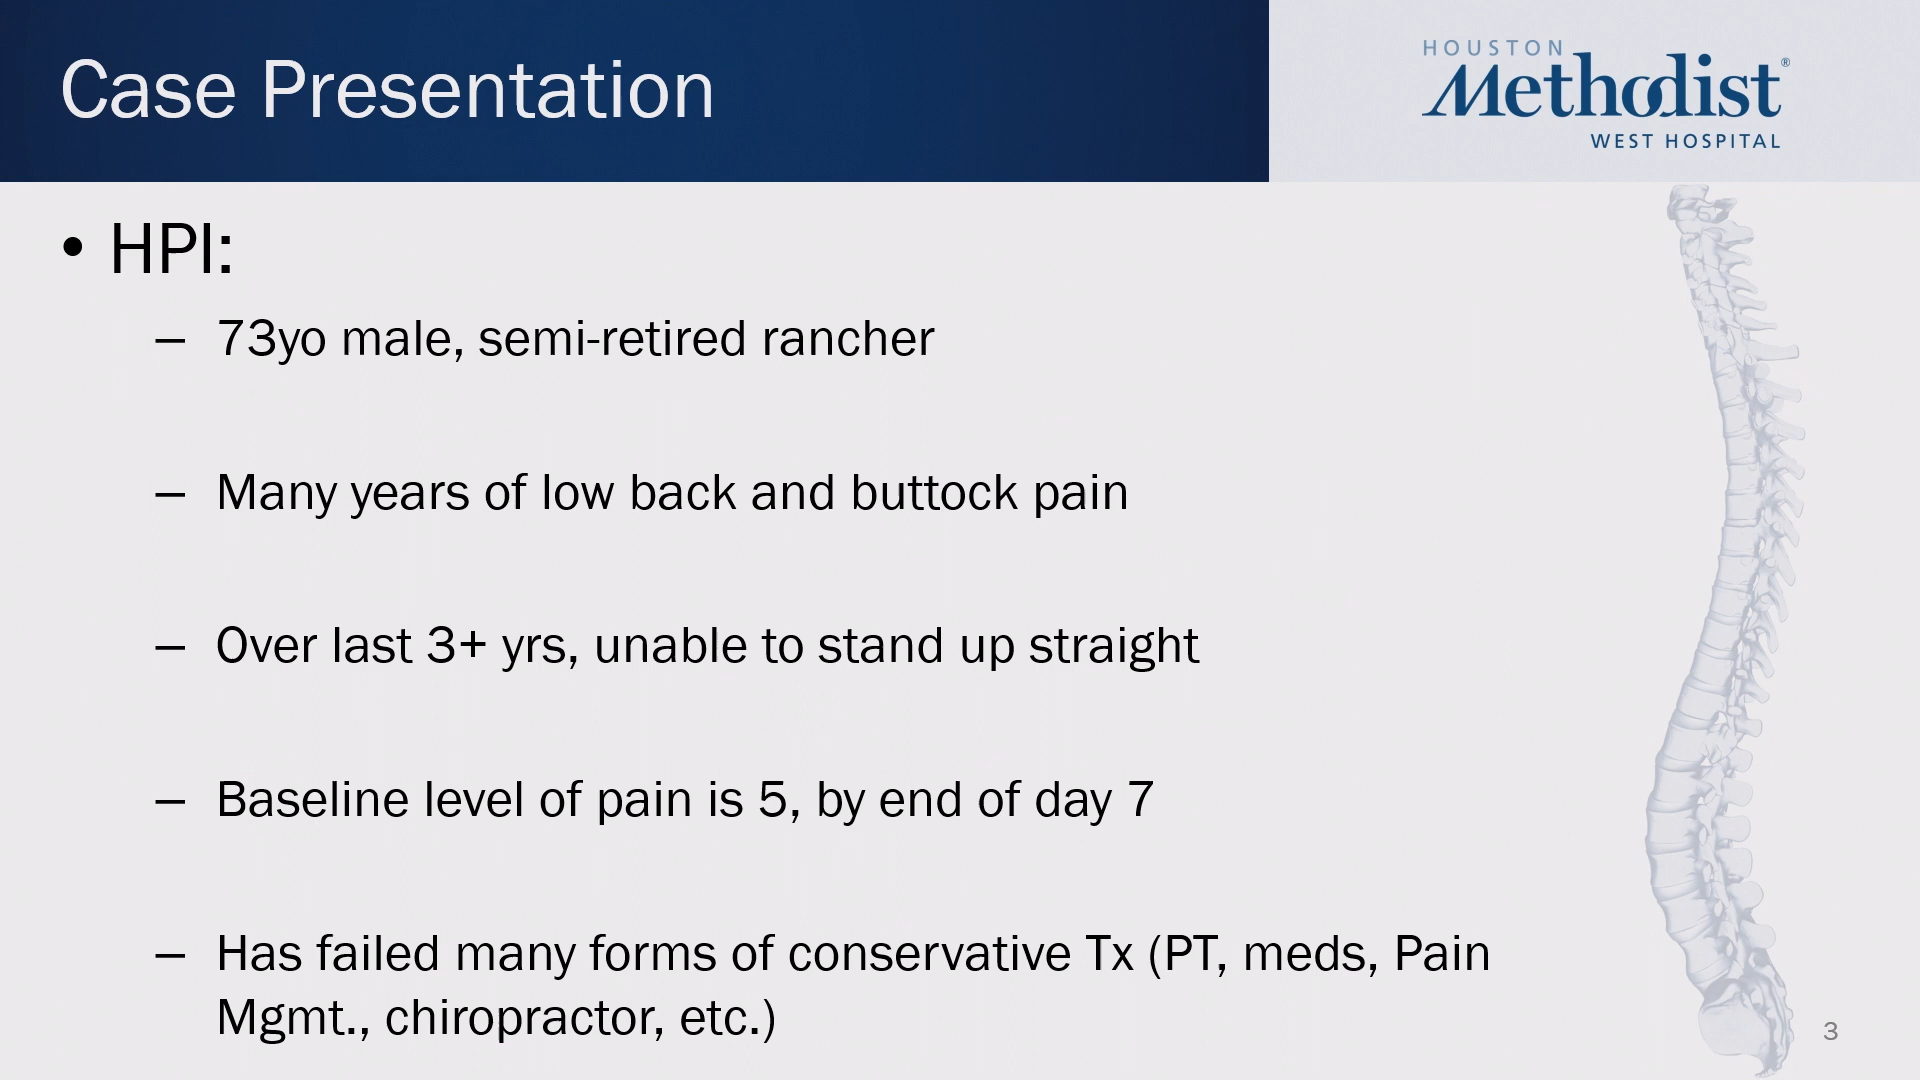 Case Presentation
HOUSTON
Methodist®
WEST HOSPITAL
• HPI:
– 73yo male, semi-retired rancher
– Many years of low back and buttock pain
– Over last 3+ yrs, unable to stand up straight
– Baseline level of pain is 5, by end of day 7
– Has failed many forms of conservative Tx (PT, meds, Pain
Mgmt., chiropractor, etc.)
3